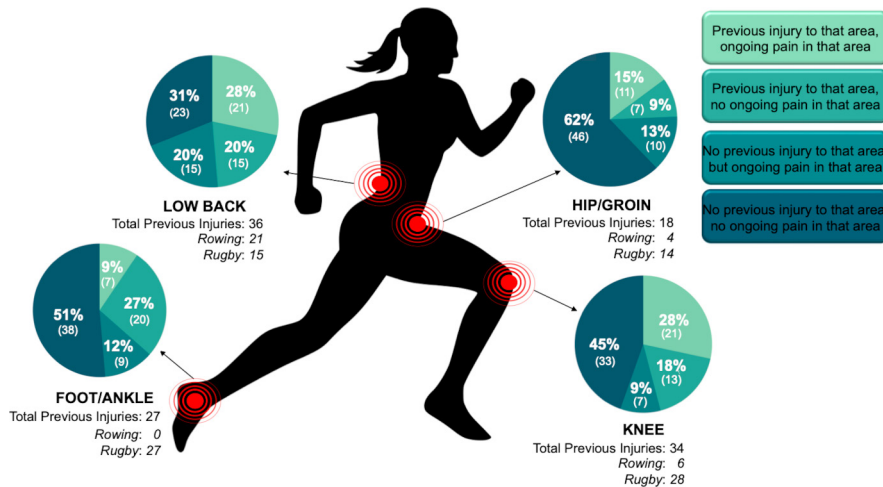 Previous injury to that area,
ongoing pain in that area
Previous injury to that area,
no ongoing pain in that area
No previous injury to that area
but ongoing pain in that area
No previous injury to that area
no ongoing pain in that area
31%
(23)
28%
(21)
20%
(15)
20%
(15)
LOW BACK
Total Previous Injuries: 36
Rowing: 21
Rugby: 15
15%
(11)
9%
(7)
62%
(46)
13%
(10)
HIP/GROIN
Total Previous Injuries: 18
Rowing: 4
Rugby: 14
9%
(7)
51%
(38)
27%
(20)
12%
(9)
FOOT/ANKLE
Total Previous Injuries: 27
Rowing: 0
Rugby: 27
28%
(21)
45%
(33)
18%
(13)
9%
(7)
KNEE
Total Previous Injuries: 34
Rowing: 6
Rugby: 28